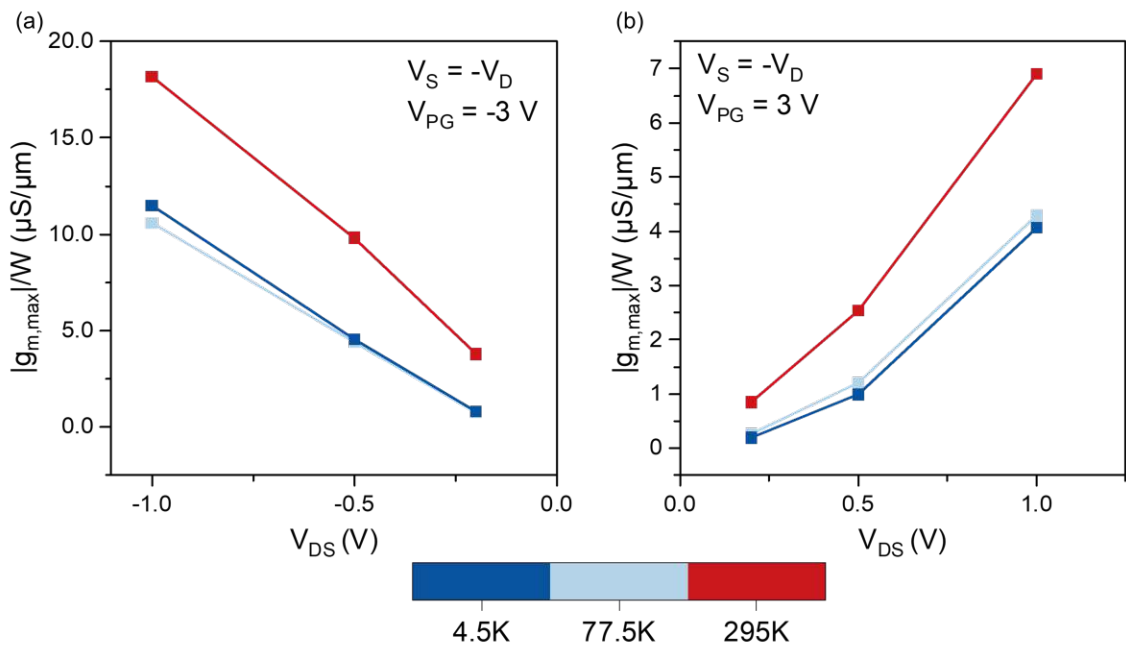 (a)
20.0
15.0
10.0
5.0
0.0
|g_m,max|/W (µS/µm)
V_S = -V_D
V_PG = -3 V
-1.0 -0.5 0.0
V_DS (V)
(b)
7
6
5
4
3
2
1
0
|g_m,max|/W (µS/µm)
V_S = -V_D
V_PG = 3 V
0.0 0.5 1.0
V_DS (V)
4.5K 77.5K 295K